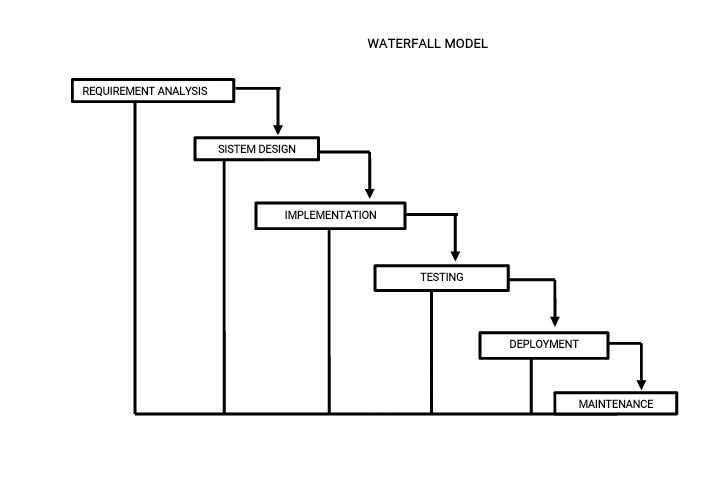 WATERFALL MODEL
REQUIREMENT ANALYSIS
SISTEM DESIGN
IMPLEMENTATION
TESTING
DEPLOYMENT
MAINTENANCE